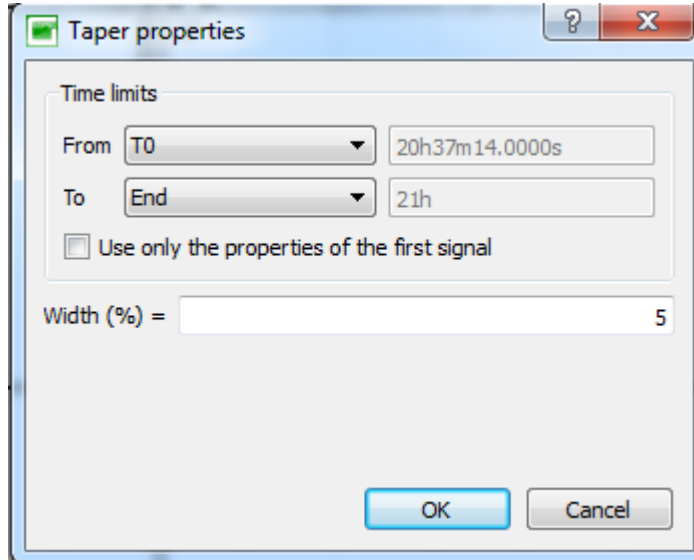 Taper properties
Time limits
From T0 20h37m14.0000s
To End 21h
Use only the properties of the first signal
Width (%) = 5
OK Cancel